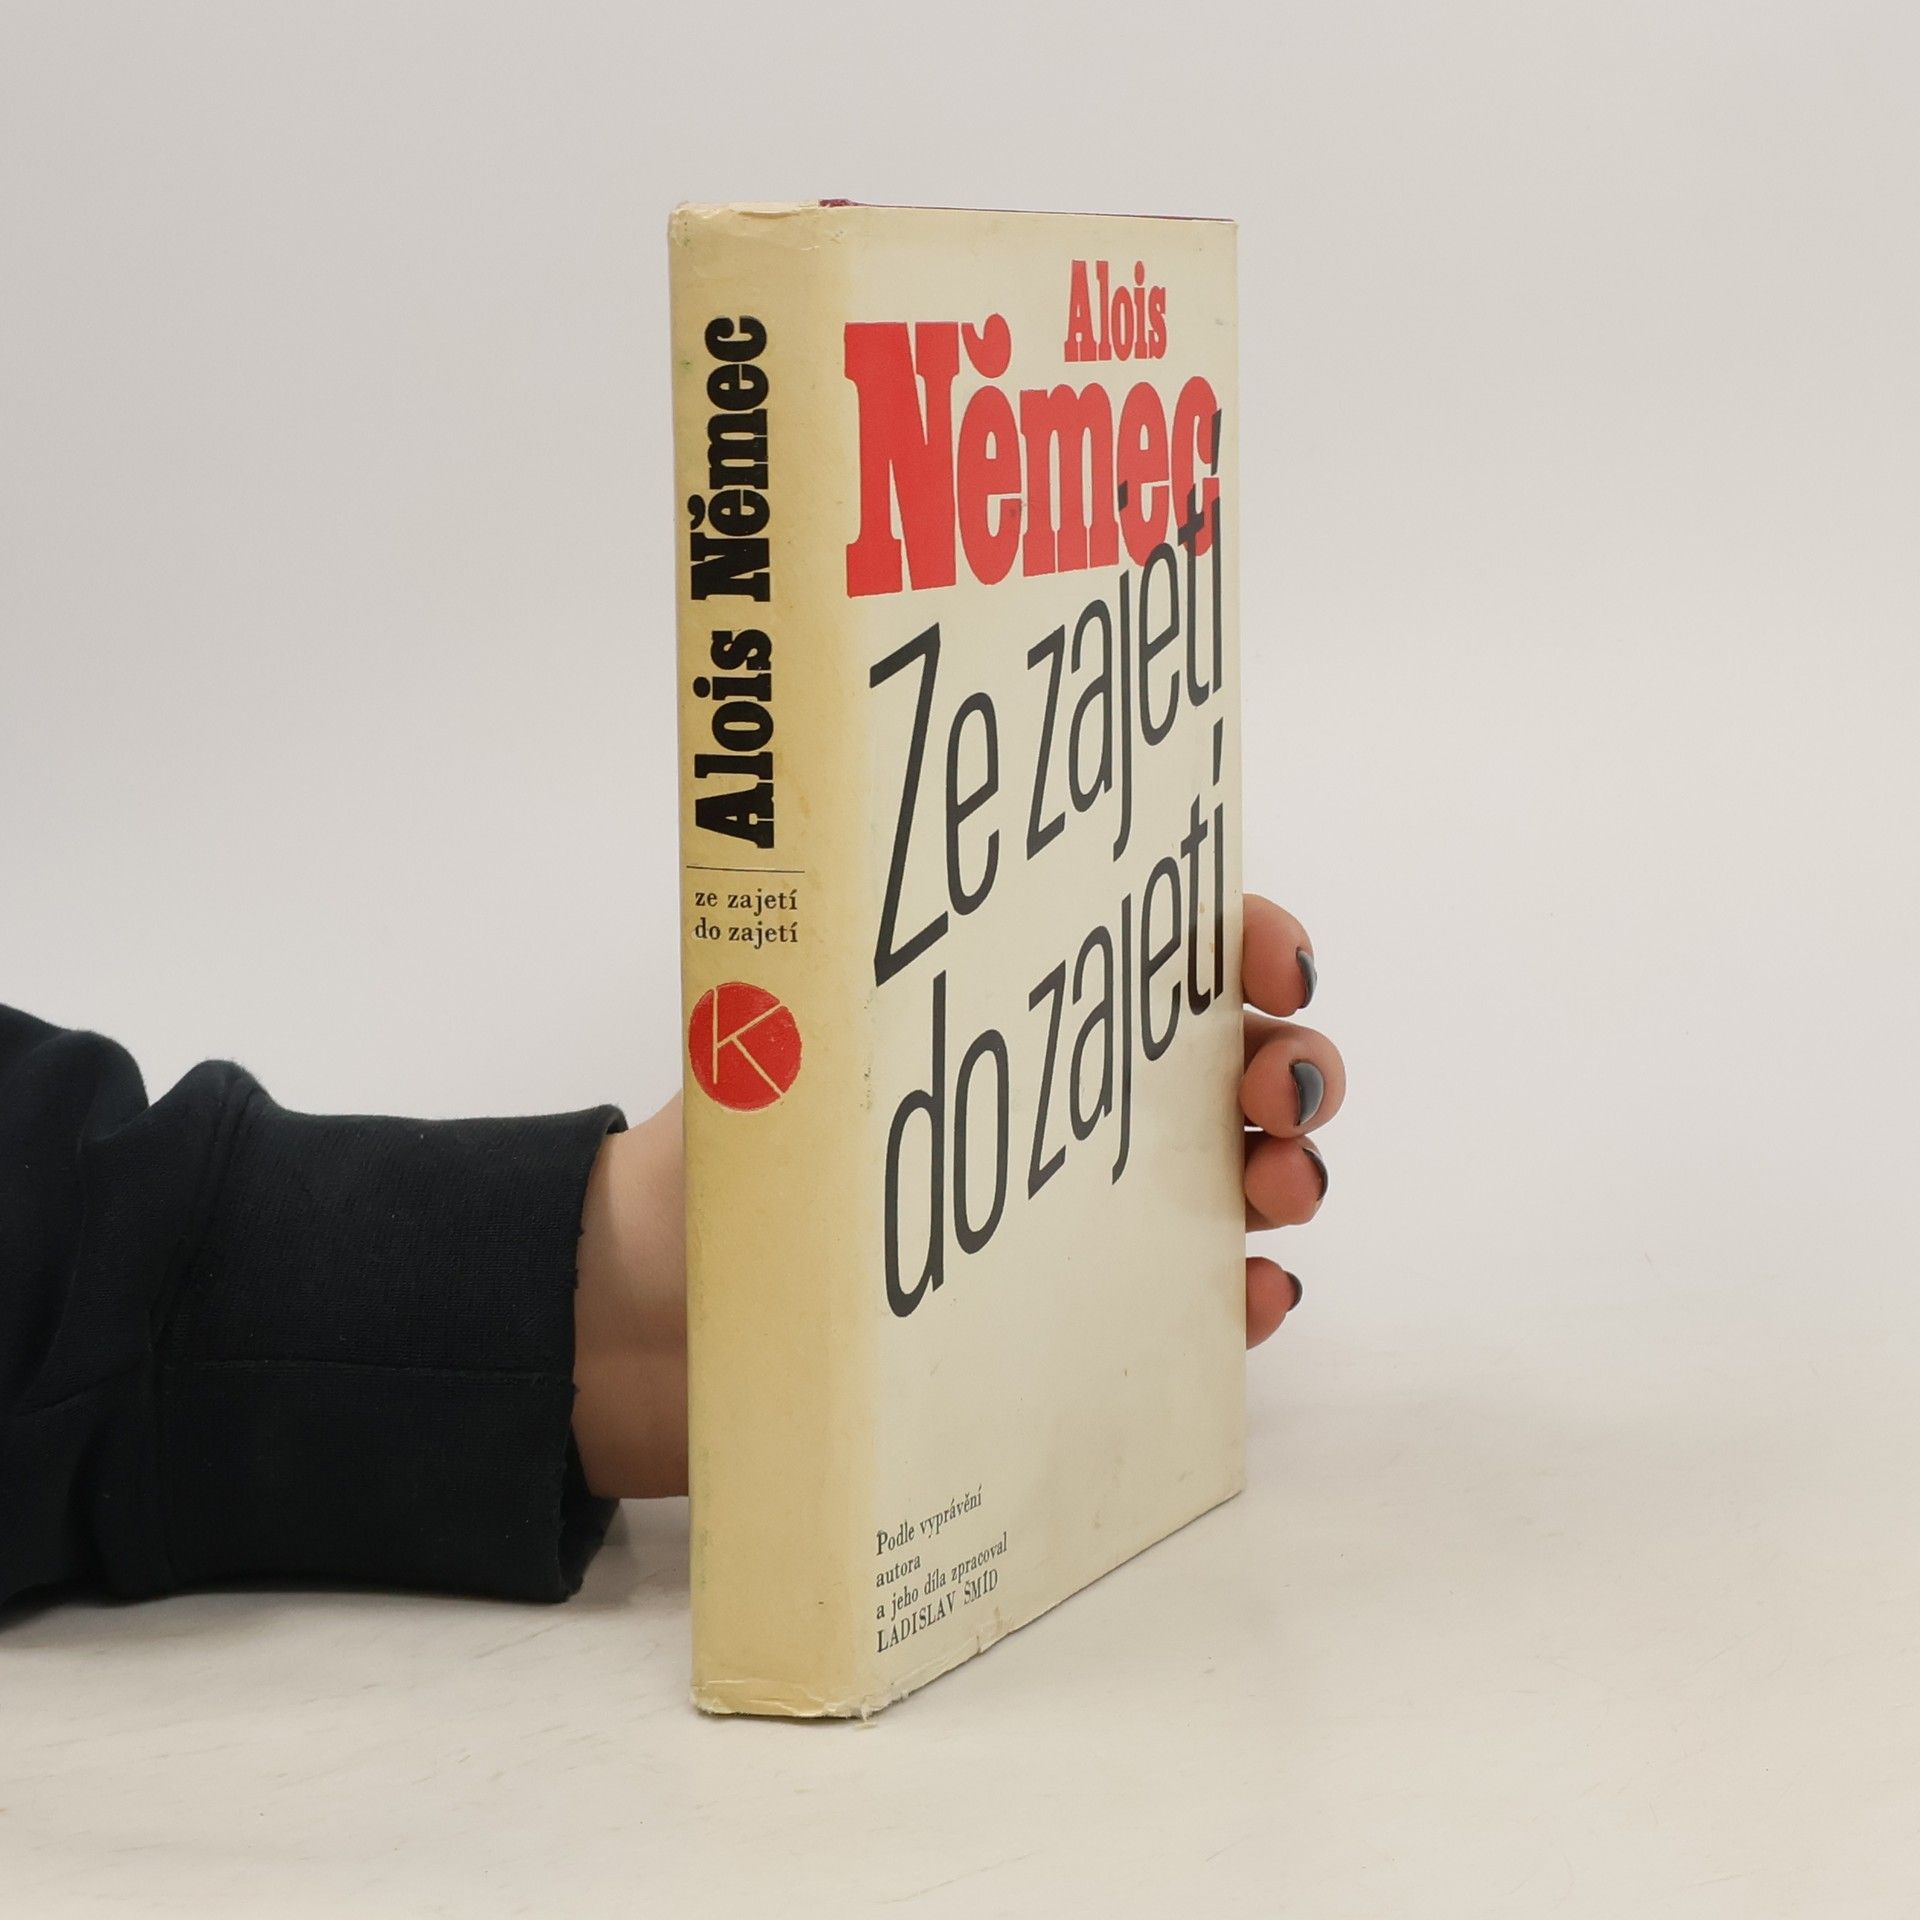 Alois Němec
ze zajetí
do zajetí
K
Alois
Němec
Ze zajetí
do zajetí
Podle vyprávění
autora
a jeho díla zpracoval
LADISLAV ŠMÍD